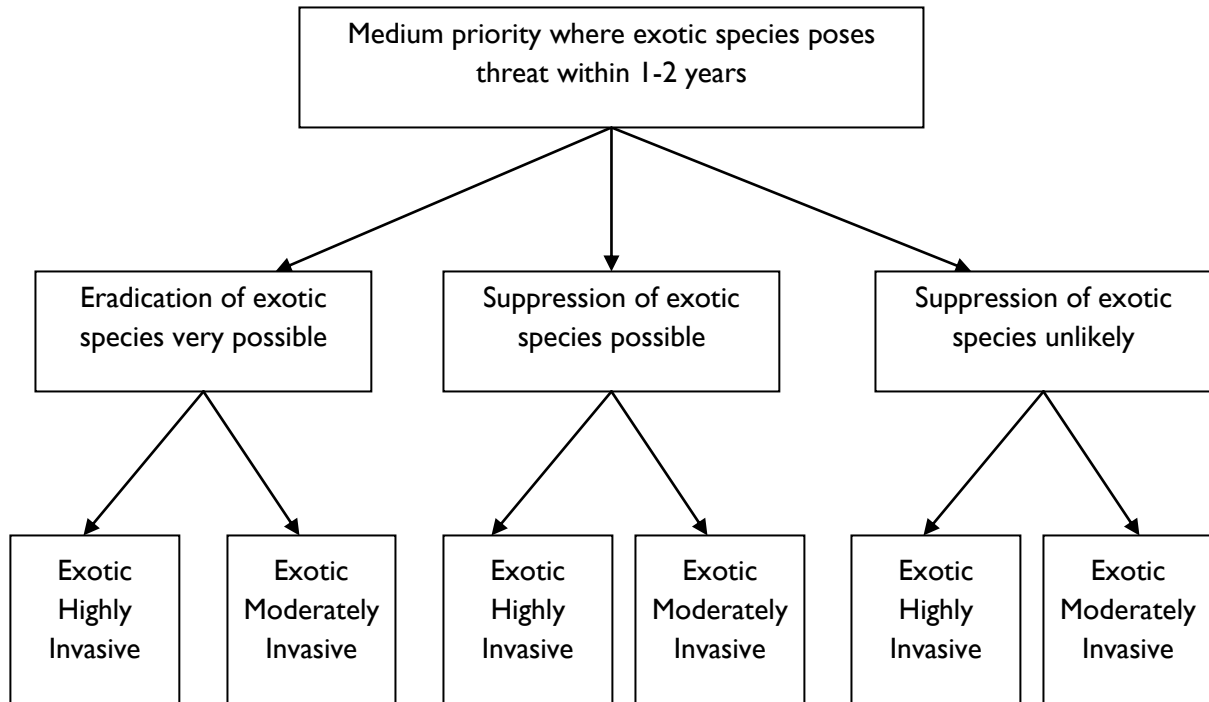 Medium priority where exotic species poses
threat within 1-2 years
Eradication of exotic
species very possible
Suppression of exotic
species possible
Suppression of exotic
species unlikely
Exotic
Highly
Invasive
Exotic
Moderately
Invasive
Exotic
Highly
Invasive
Exotic
Moderately
Invasive
Exotic
Highly
Invasive
Exotic
Moderately
Invasive